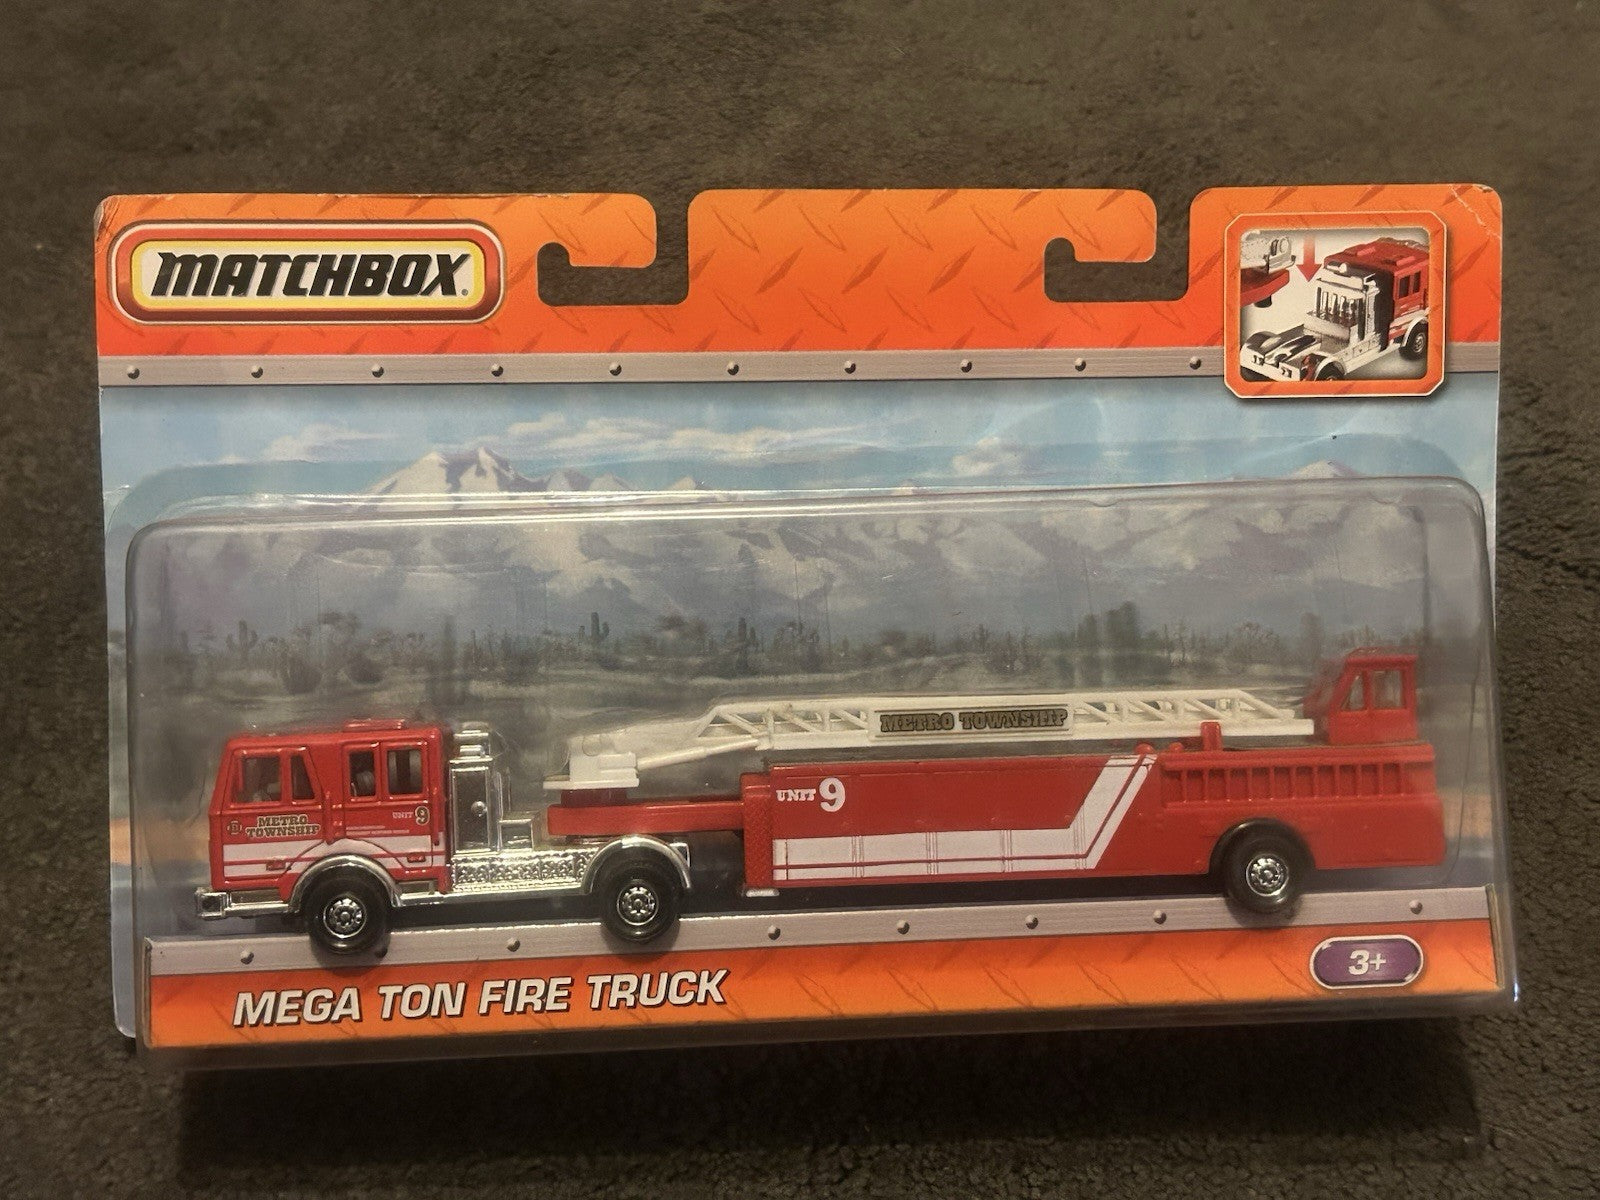 MATCHBOX
METRO TOWNSHIP
UNIT 9
UNIT 9
METRO
TOWNSHIP
MEGA TON FIRE TRUCK
3+